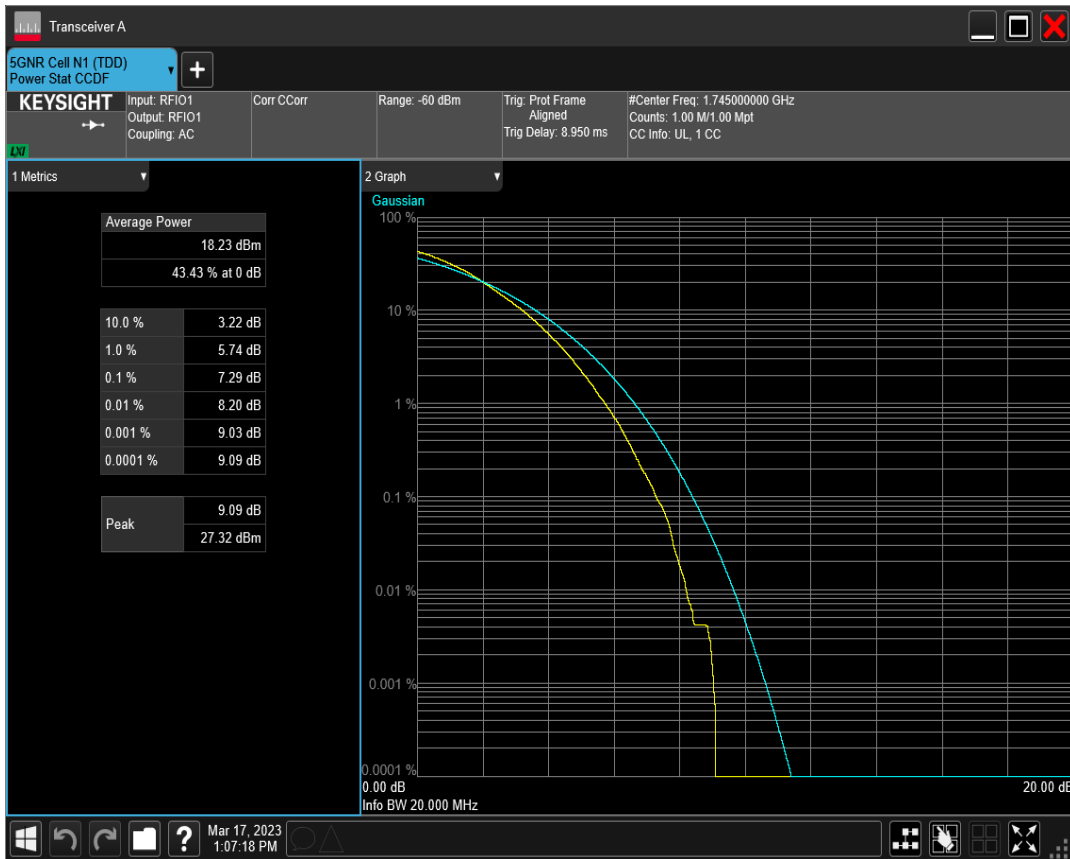 Transceiver A
5GNR Cell N1 (TDD)
Power Stat CCDF
KEYSIGHT
LXI
Input: RFIO1
Output: RFIO1
Coupling: AC
Corr CCorr
Range: -60 dBm
Trig: Prot Frame
Aligned
Trig Delay: 8.950 ms
#Center Freq: 1.745000000 GHz
Counts: 1.00 M/1.00 Mpt
CC Info: UL, 1 CC
1 Metrics
Average Power
18.23 dBm
43.43 % at 0 dB
10.0 % 3.22 dB
1.0 % 5.74 dB
0.1 % 7.29 dB
0.01 % 8.20 dB
0.001 % 9.03 dB
0.0001 % 9.09 dB
Peak 9.09 dB
27.32 dBm
2 Graph
Gaussian
100 %
10 %
1 %
0.1 %
0.01 %
0.001 %
0.0001 %
0.00 dB 20.00 dB
Info BW 20.000 MHz
Mar 17, 2023
1:07:18 PM